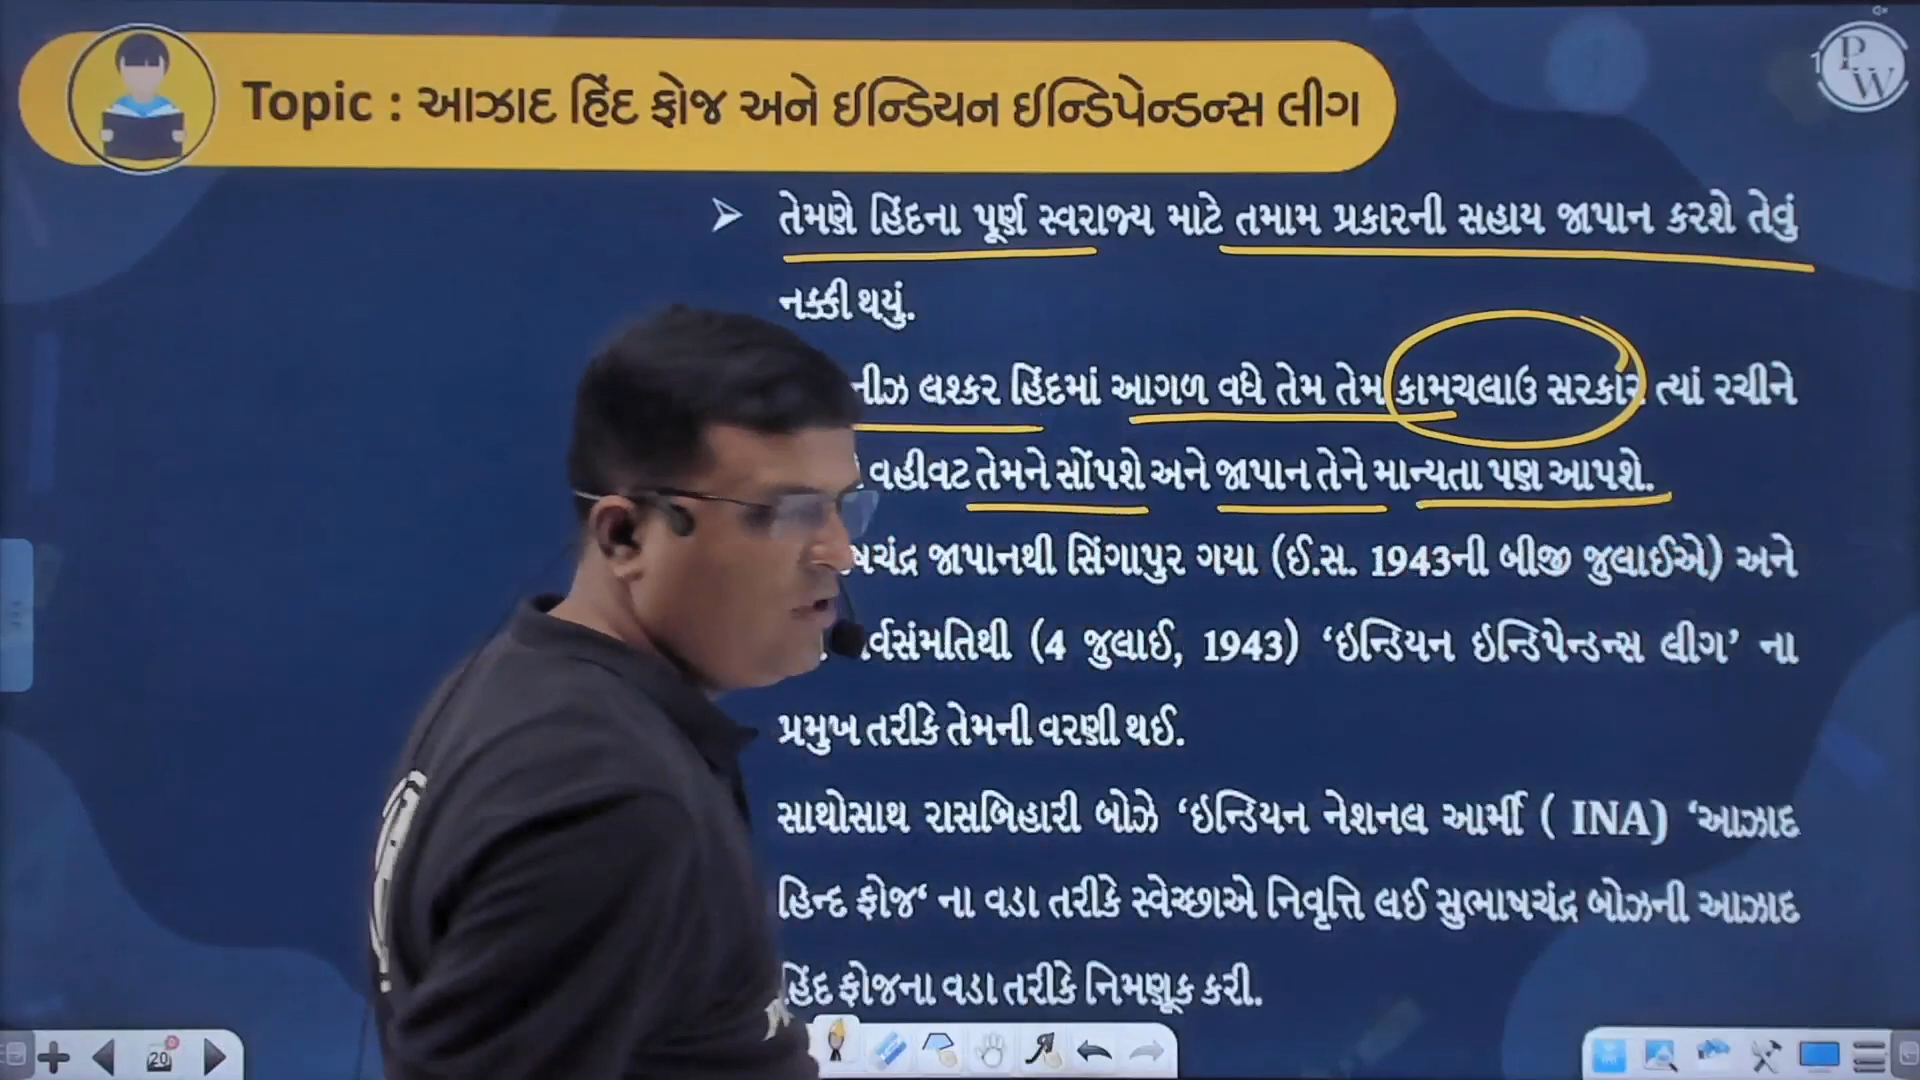 Topic : આઝાદ હિંદ ફોજ અને ઈન્ડિયન ઈન્ડિપેન્ડન્સ લીગ
PW
તેમણે હિંદના પૂર્ણ સ્વરાજ્ય માટે તમામ પ્રકારની સહાય જાપાન કરશે તેવું
નક્કી થયું.
લશ્કર હિંદમાં આગળ વધે તેમ તેમ કામચલાઉ સરકાર ત્યાં રચીને
વહીવટ તેમને સોંપશે અને જાપાન તેને માન્યતા પણ આપશે.
જાપાનથી સિંગાપુર ગયા (ઈ.સ. 1943ની બીજી જુલાઈએ) અને
(4 જુલાઈ, 1943) ‘ઇન્ડિયન ઇન્ડિપેન્ડન્સ લીગ’ ના
પ્રમુખ તરીકે તેમની વરણી થઈ.
સાથોસાથ રાસબિહારી બોઝે ‘ઇન્ડિયન નેશનલ આર્મી ( INA) ‘આઝાદ
હિન્દ ફોજ‘ ના વડા તરીકે સ્વેચ્છાએ નિવૃત્તિ લઈ સુભાષચંદ્ર બોઝની આઝાદ
હિંદ ફોજના વડા તરીકે નિમણૂક કરી.
20